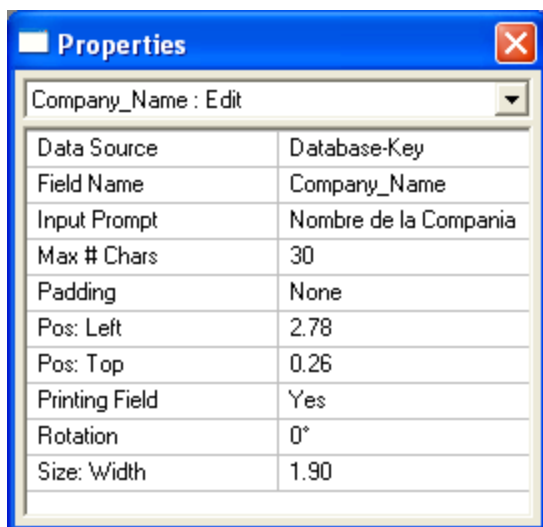 Properties
Company_Name : Edit
Data Source Database-Key
Field Name Company_Name
Input Prompt Nombre de la Compania
Max # Chars 30
Padding None
Pos: Left 2.78
Pos: Top 0.26
Printing Field Yes
Rotation 0°
Size: Width 1.90